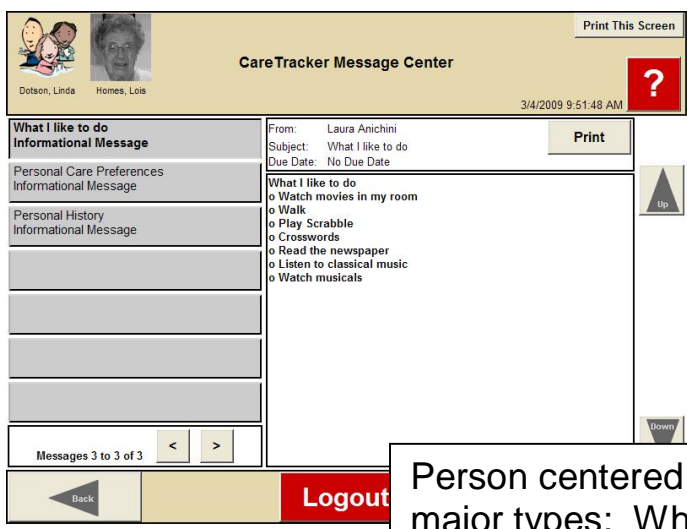 Print This Screen
CareTracker Message Center
?
Dotson, Linda
Homes, Lois
3/4/2009 9:51:48 AM
What I like to do
Informational Message
Personal Care Preferences
Informational Message
Personal History
Informational Message
Messages 3 to 3 of 3
<
>
From: Laura Anichini
Subject: What I like to do
Due Date: No Due Date
Print
What I like to do
o Watch movies in my room
o Walk
o Play Scrabble
o Crosswords
o Read the newspaper
o Listen to classical music
o Watch musicals
Up
Down
Back
Logout
Person centered
major types: Wh